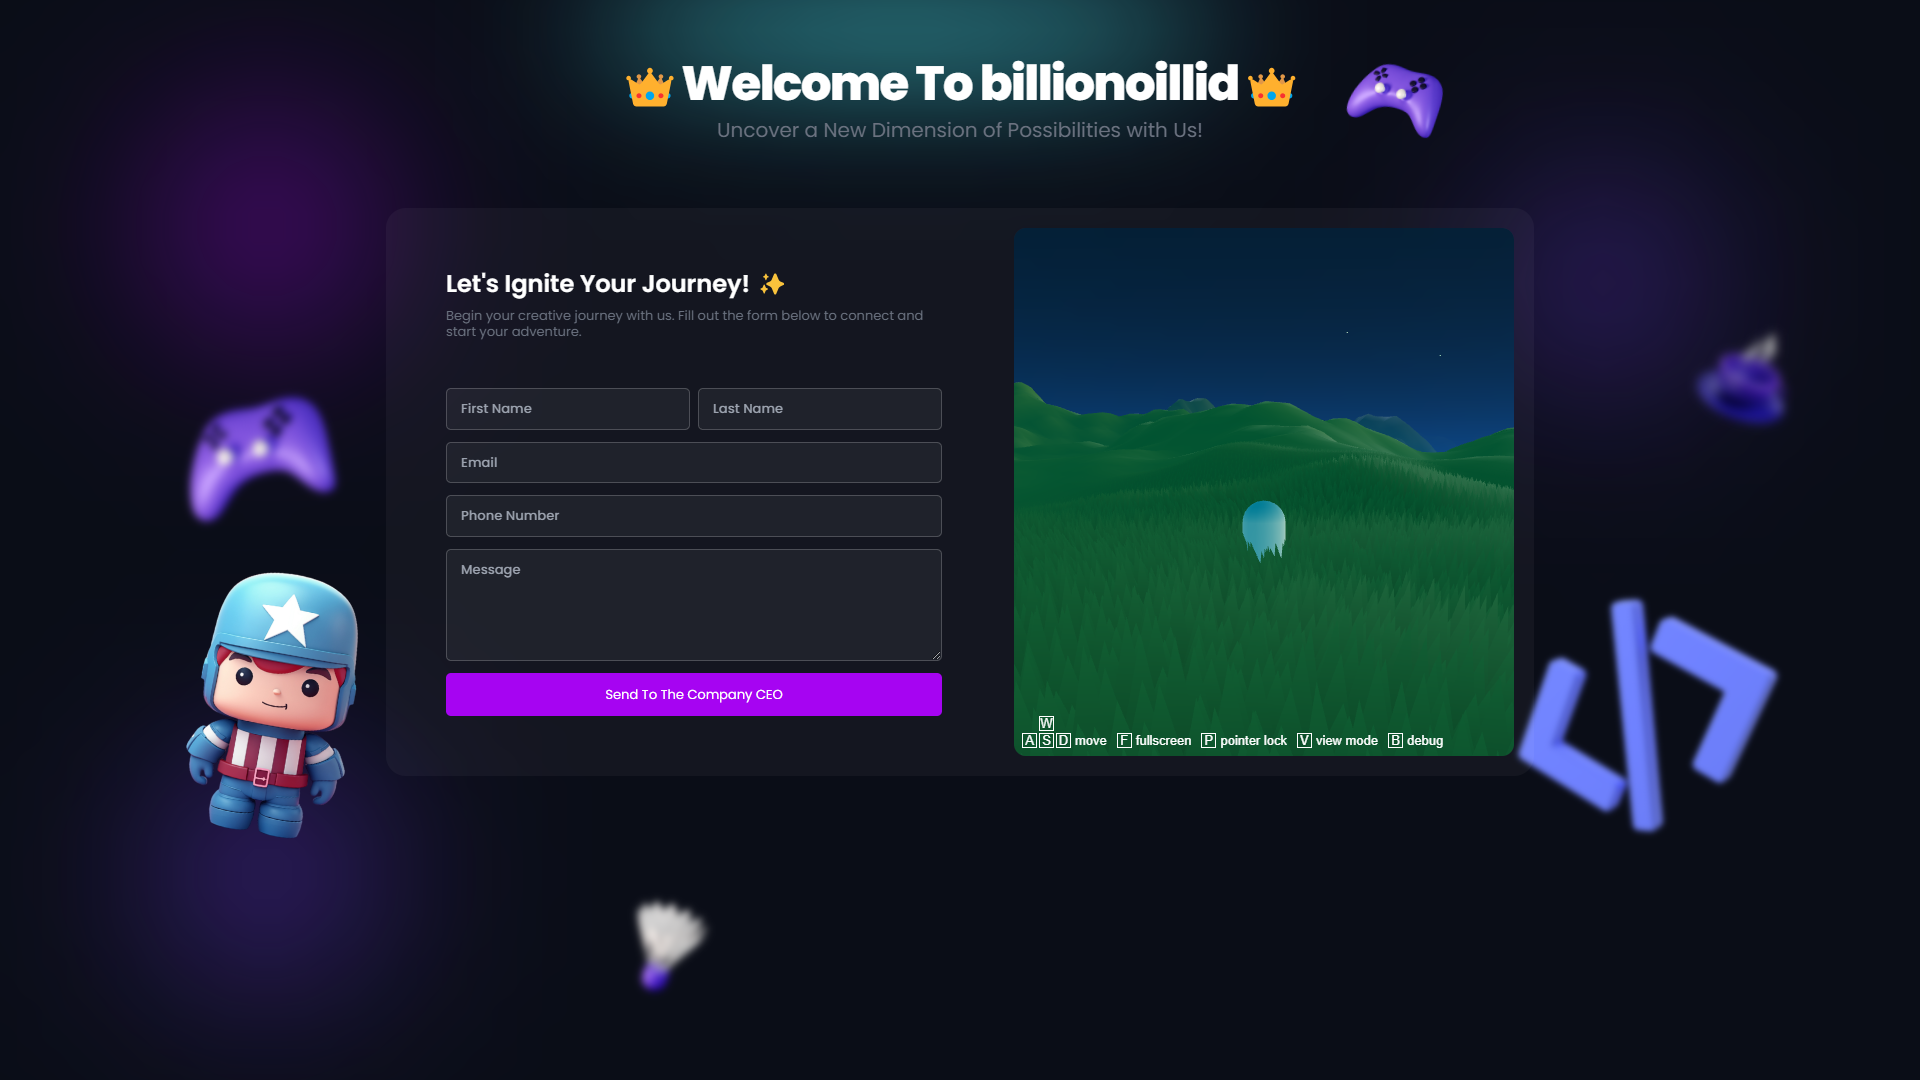 👑 Welcome To billionoillid 👑
Uncover a New Dimension of Possibilities with Us!
Let's Ignite Your Journey! ✨
Begin your creative journey with us. Fill out the form below to connect and
start your adventure.
First Name Last Name
Email
Phone Number
Message
Send To The Company CEO
W
A S D move F fullscreen P pointer lock V view mode B debug